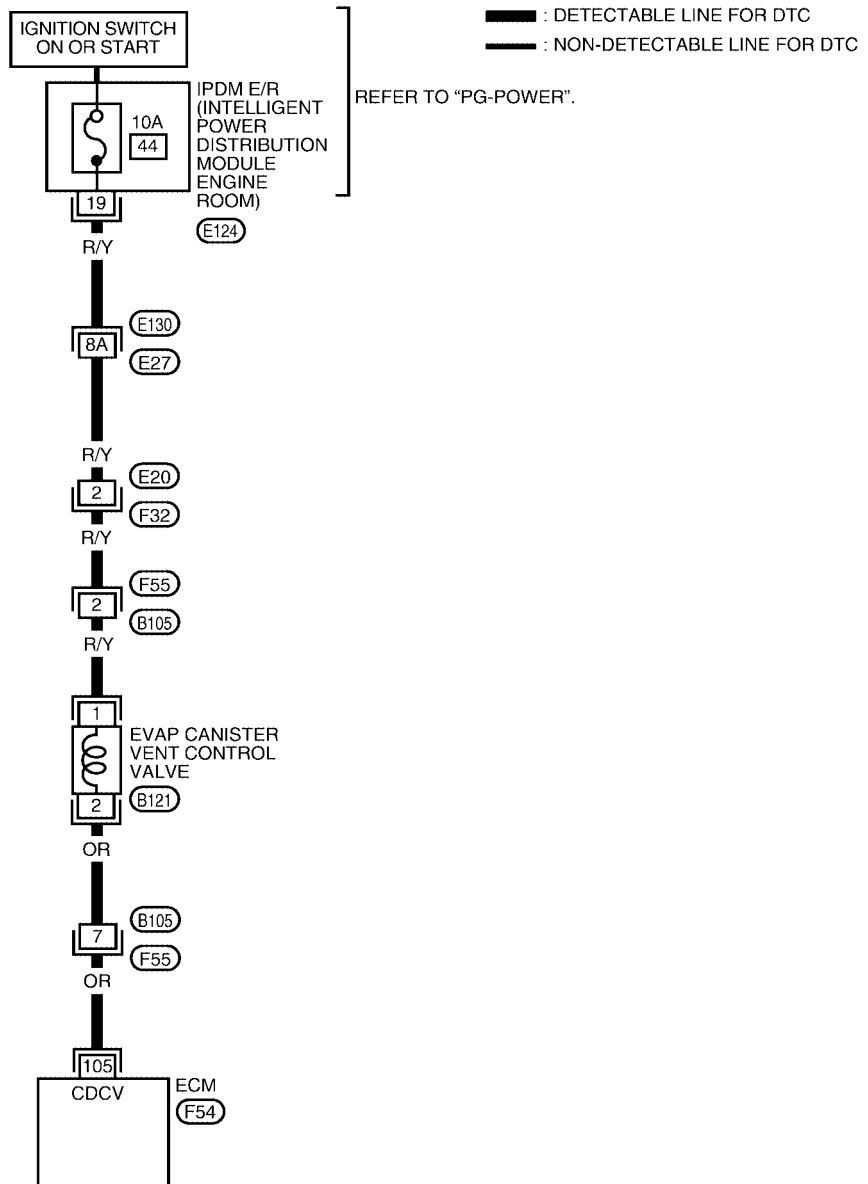 IGNITION SWITCH
ON OR START
: DETECTABLE LINE FOR DTC
: NON-DETECTABLE LINE FOR DTC
IPDM E/R
(INTELLIGENT
POWER
DISTRIBUTION
MODULE
ENGINE
ROOM)
REFER TO “PG-POWER”.
10A
44
19
E124
R/Y
E130
8A
E27
R/Y
E20
2
F32
R/Y
F55
2
B105
R/Y
1
EVAP CANISTER
VENT CONTROL
VALVE
2
B121
OR
B105
7
F55
OR
105
CDCV
ECM
F54